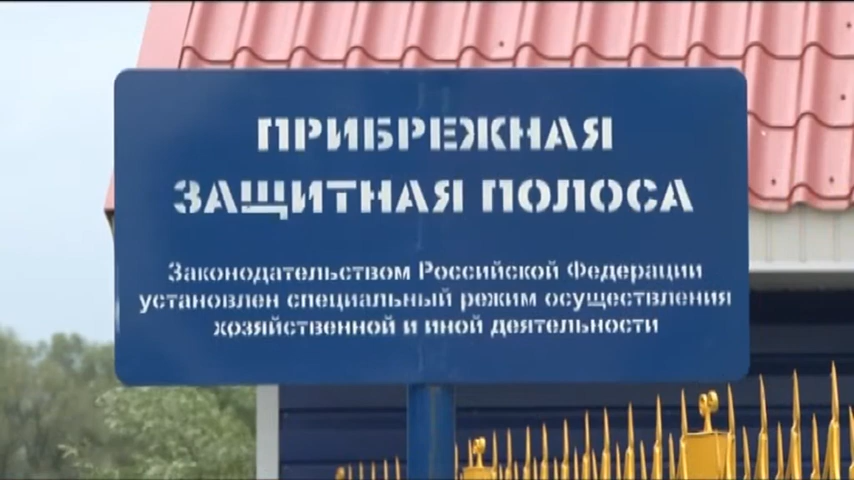 ПРИБРЕЖНАЯ
ЗАЩИТНАЯ ПОЛОСА
Законодательством Российской Федерации
установлен специальный режим осуществления
хозяйственной и иной деятельности